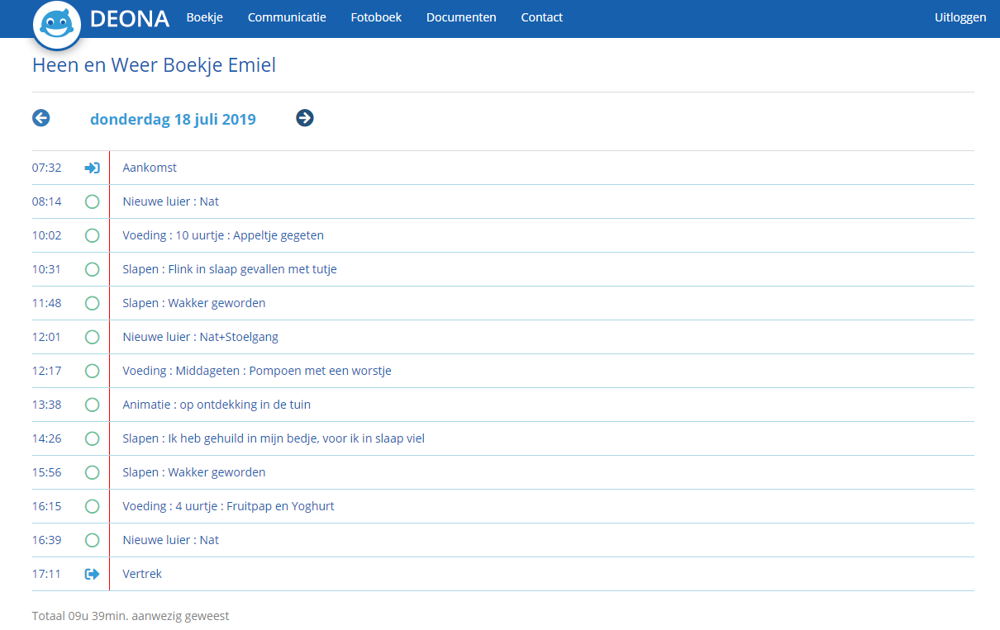 DEONA Boekje Communicatie Fotoboek Documenten Contact Uitloggen
Heen en Weer Boekje Emiel
donderdag 18 juli 2019
07:32 Aankomst
08:14 Nieuwe luier : Nat
10:02 Voeding : 10 uurtje : Appeltje gegeten
10:31 Slapen : Flink in slaap gevallen met tutje
11:48 Slapen : Wakker geworden
12:01 Nieuwe luier : Nat+Stoelgang
12:17 Voeding : Middageten : Pompoen met een worstje
13:38 Animatie : op ontdekking in de tuin
14:26 Slapen : Ik heb gehuild in mijn bedje, voor ik in slaap viel
15:56 Slapen : Wakker geworden
16:15 Voeding : 4 uurtje : Fruitpap en Yoghurt
16:39 Nieuwe luier : Nat
17:11 Vertrek
Totaal 09u 39min. aanwezig geweest